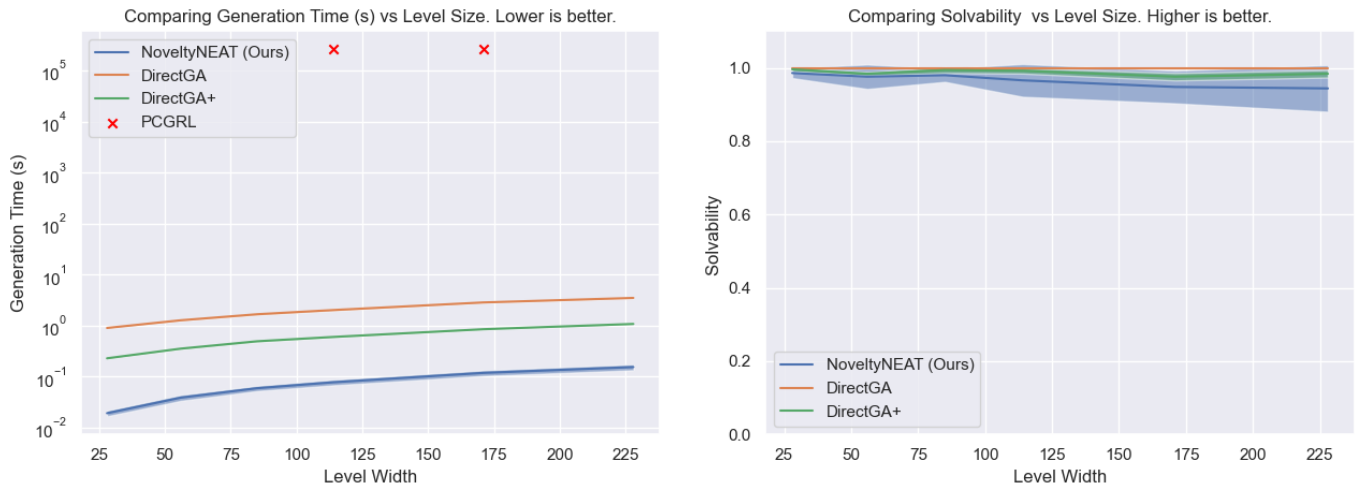 Comparing Generation Time (s) vs Level Size. Lower is better.
NoveltyNEAT (Ours)
DirectGA
DirectGA+
PCGRL
10^5
10^4
10^3
10^2
10^1
10^0
10^−1
10^−2
Generation Time (s)
25 50 75 100 125 150 175 200 225
Level Width
Comparing Solvability  vs Level Size. Higher is better.
1.0
0.8
0.6
0.4
0.2
0.0
Solvability
NoveltyNEAT (Ours)
DirectGA
DirectGA+
25 50 75 100 125 150 175 200 225
Level Width